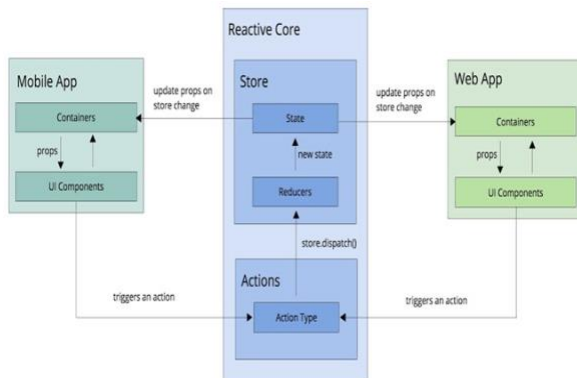 Reactive Core
Mobile App
Containers
props
UI Components
update props on
store change
Store
State
new state
Reducers
store.dispatch()
Actions
Action Type
triggers an action
update props on
store change
Web App
Containers
props
UI Components
triggers an action